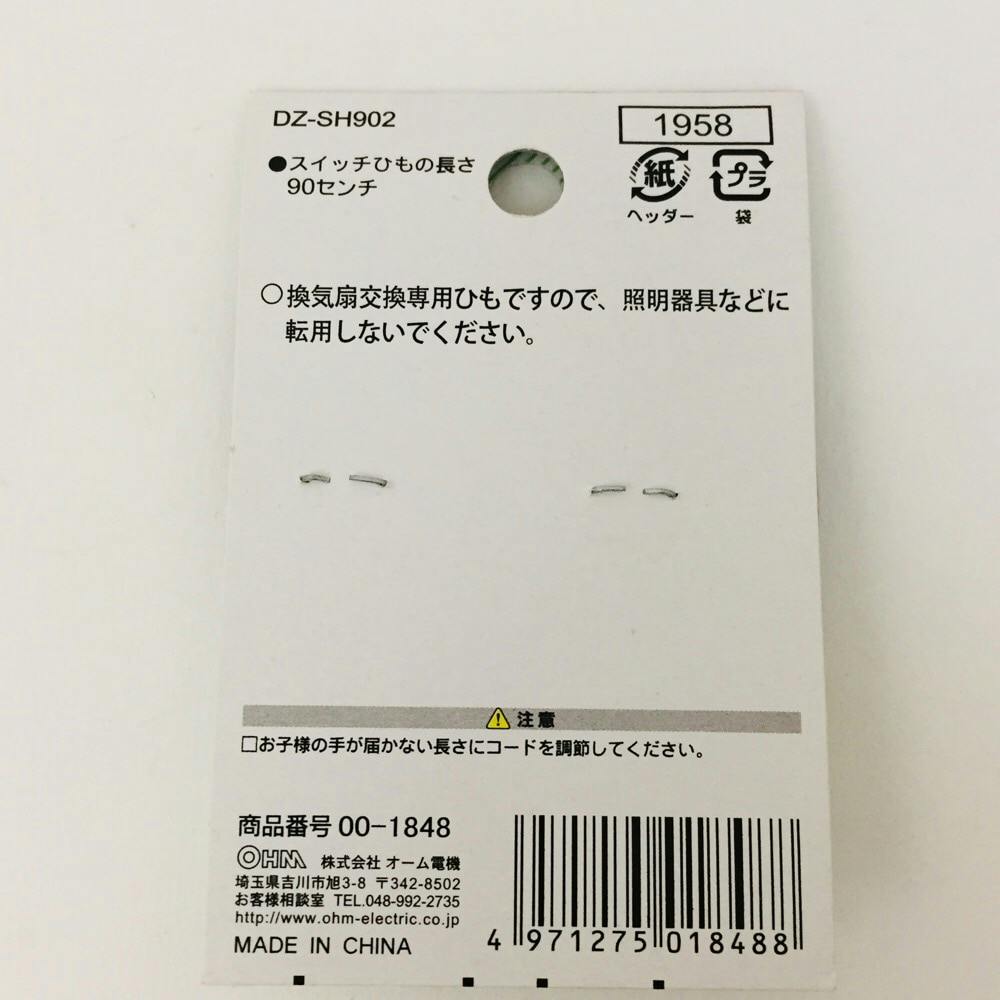 DZ-SH902
1958
●スイッチひもの長さ
90センチ
紙
プラ
ヘッダー
袋
○換気扇交換専用ひもですので、照明器具などに
転用しないでください。
注意
□お子様の手が届かない長さにコードを調節してください。
商品番号 00-1848
OHM 株式会社 オーム電機
埼玉県吉川市旭3-8 〒342-8502
お客様相談室 TEL.048-992-2735
http://www.ohm-electric.co.jp
MADE IN CHINA
4 971275 018488